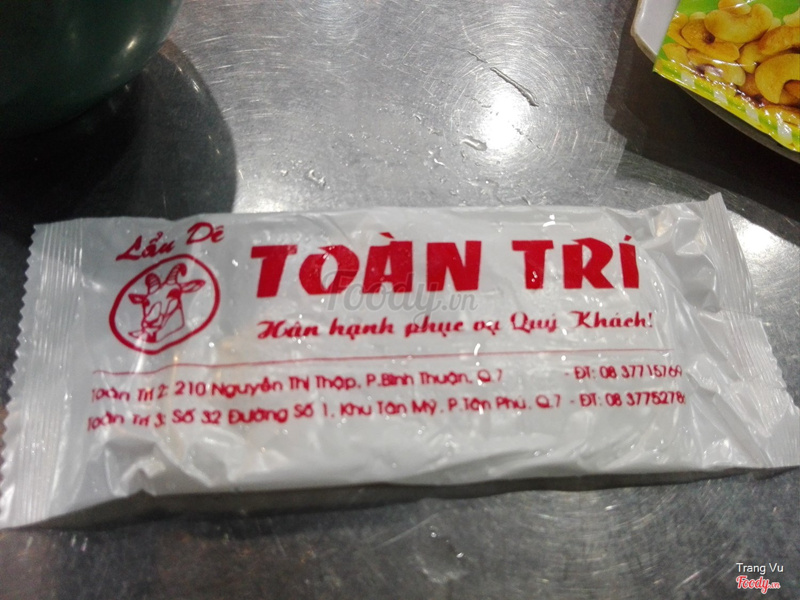 Lẩu Dê
TOÀN TRÍ
Hân hạnh phục vụ Quý Khách!
Toàn Trí 2: 210 Nguyễn Thị Thập, P.Bình Thuận, Q.7 - ĐT: 08 37715769
Toàn Trí 3: Số 32 Đường Số 1, Khu Tân Mỹ, P.Tân Phú, Q.7 - ĐT: 08 3775278
Foody.vn
Trang Vu
Foody.vn